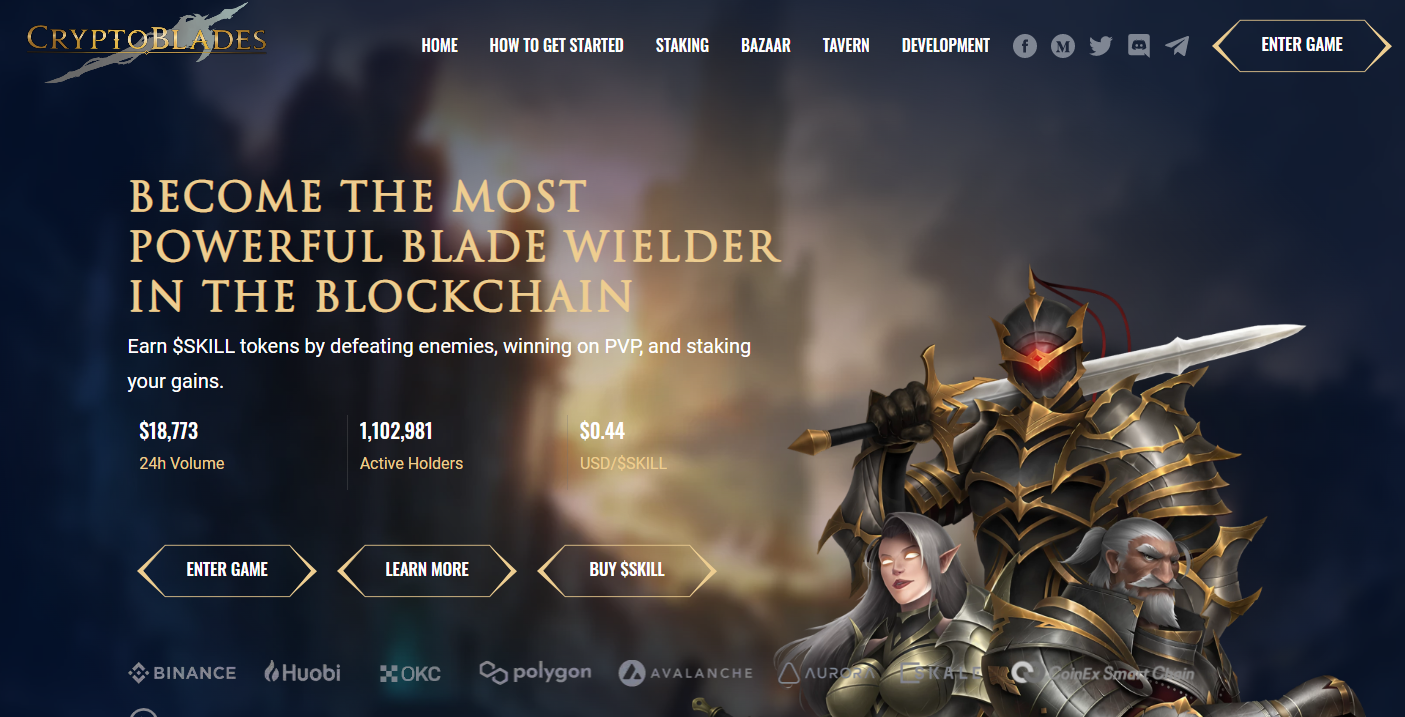 CRYPTOBLADES
HOME
HOW TO GET STARTED
STAKING
BAZAAR
TAVERN
DEVELOPMENT
ENTER GAME
BECOME THE MOST
POWERFUL BLADE WIELDER
IN THE BLOCKCHAIN
Earn $SKILL tokens by defeating enemies, winning on PVP, and staking
your gains.
$18,773
1,102,981
$0.44
24h Volume
Active Holders
USD/$SKILL
ENTER GAME
LEARN MORE
BUY $SKILL
BINANCE
Huobi
OKC
polygon
AVALANCHE
AURORA
SKALE
CoinEx Smart Chain